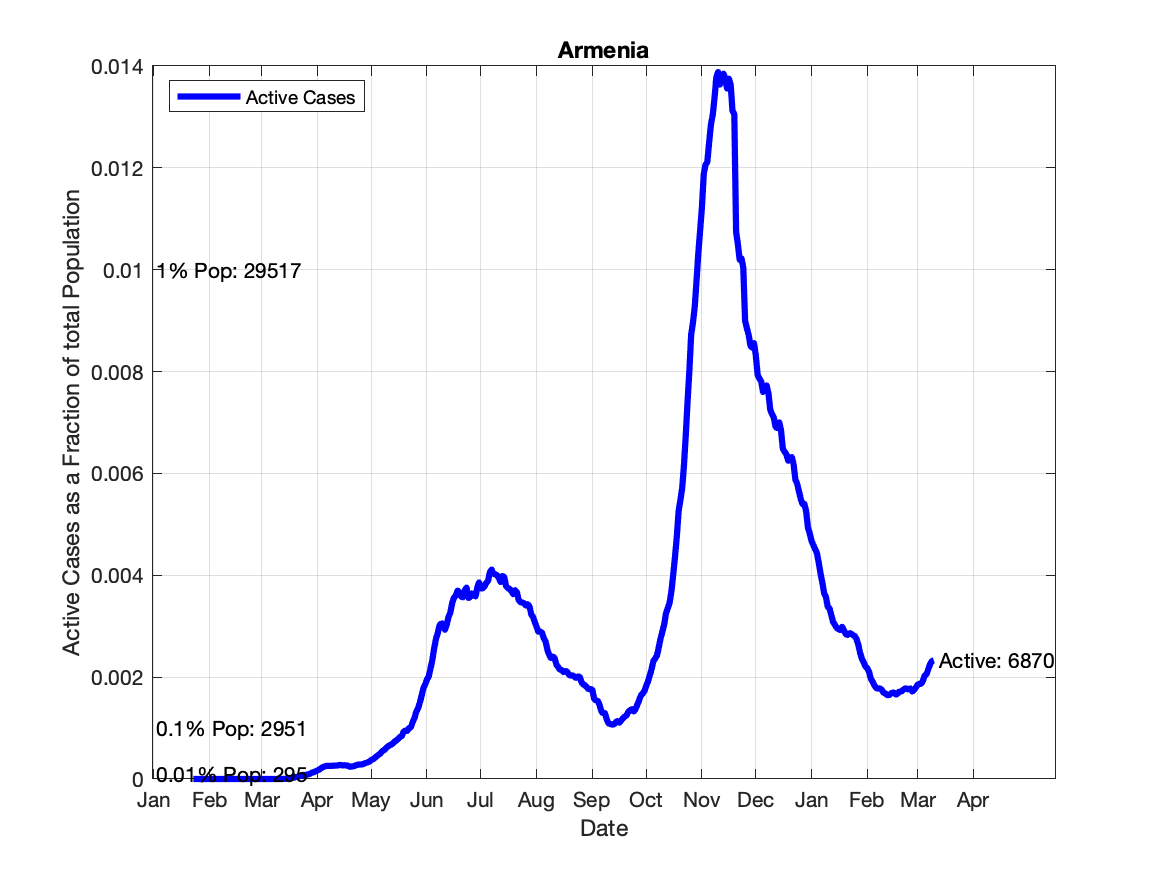 Armenia
Active Cases
Active Cases as a Fraction of total Population
0.014
0.012
0.01
0.008
0.006
0.004
0.002
0
1% Pop: 29517
Active: 6870
0.1% Pop: 2951
0.01% Pop: 295
Jan Feb Mar Apr May Jun Jul Aug Sep Oct Nov Dec Jan Feb Mar Apr
Date